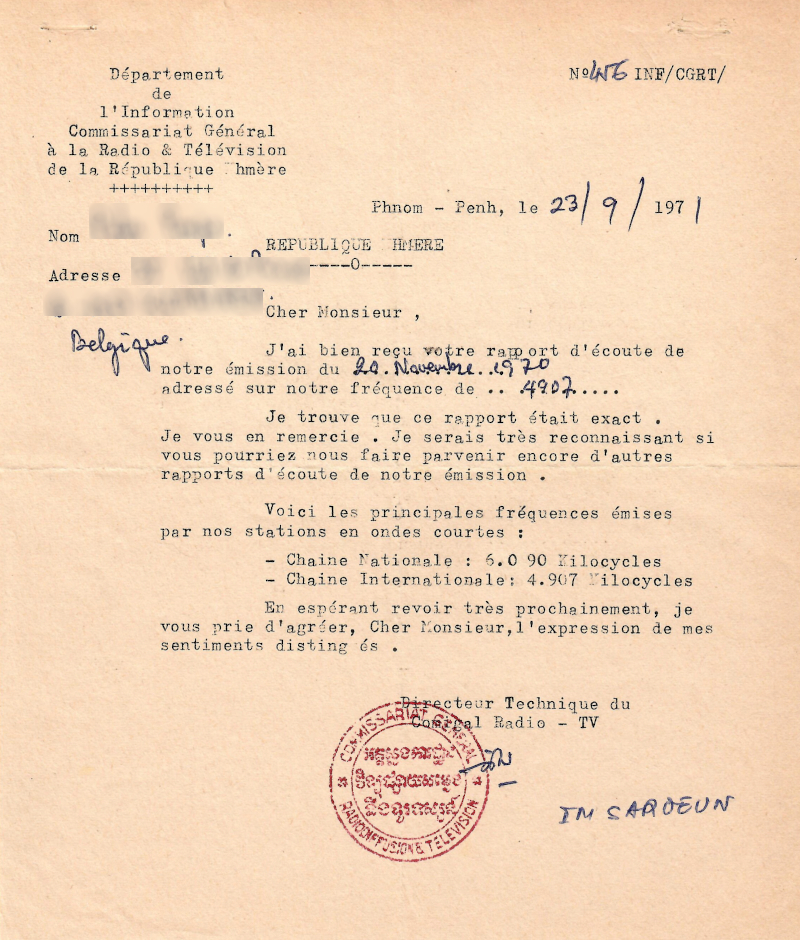 Département
de
l'Information
Commissariat Général
à la Radio & Télévision
de la République Khmère
++++++++++
Nº 456 INF/CGRT/
Phnom - Penh, le 23/9/1971
Nom
REPUBLIQUE KHMERE
----O-----
Adresse
Belgique.
Cher Monsieur ,
J'ai bien reçu votre rapport d'écoute de
notre émission du 20.Novembre..1970
adressé sur notre fréquence de .. 4907....
Je trouve que ce rapport était exact .
Je vous en remercie . Je serais très reconnaissant si
vous pourriez nous faire parvenir encore d'autres
rapports d'écoute de notre émission .
Voici les principales fréquences émises
par nos stations en ondes courtes :
- Chaine Nationale : 6.0 90 Kilocycles
- Chaine Internationale: 4.907 Kilocycles
En espérant revoir très prochainement, je
vous prie d'agréer, Cher Monsieur,l'expression de mes
sentiments disting és .
Directeur Technique du
Comigal Radio - TV
COMMISSARIAT GENERAL
RADIODIFFUSION & TELEVISION
IM SARDEUN